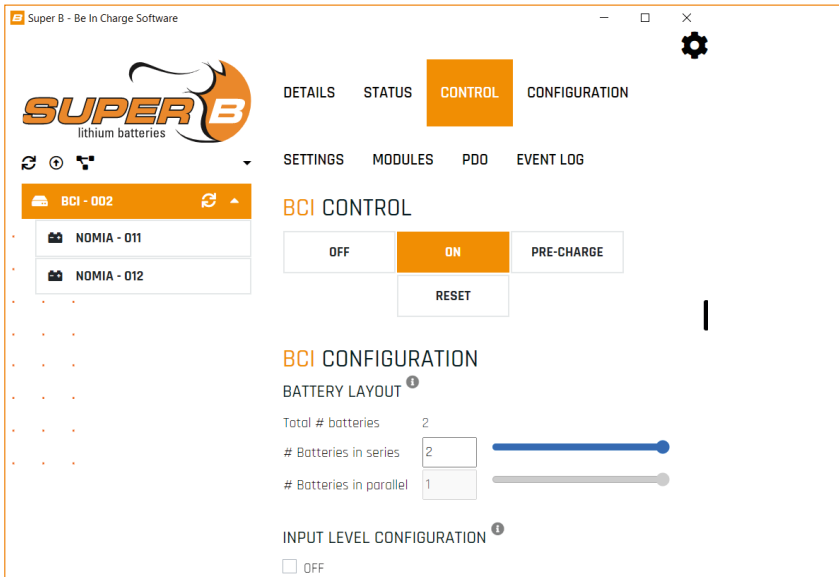 Super B - Be In Charge Software
SUPER B
lithium batteries
DETAILS STATUS CONTROL CONFIGURATION
SETTINGS MODULES PDO EVENT LOG
BCI - 002
NOMIA - 011
NOMIA - 012
BCI CONTROL
OFF ON PRE-CHARGE
RESET
BCI CONFIGURATION
BATTERY LAYOUT
Total # batteries 2
# Batteries in series 2
# Batteries in parallel 1
INPUT LEVEL CONFIGURATION
OFF